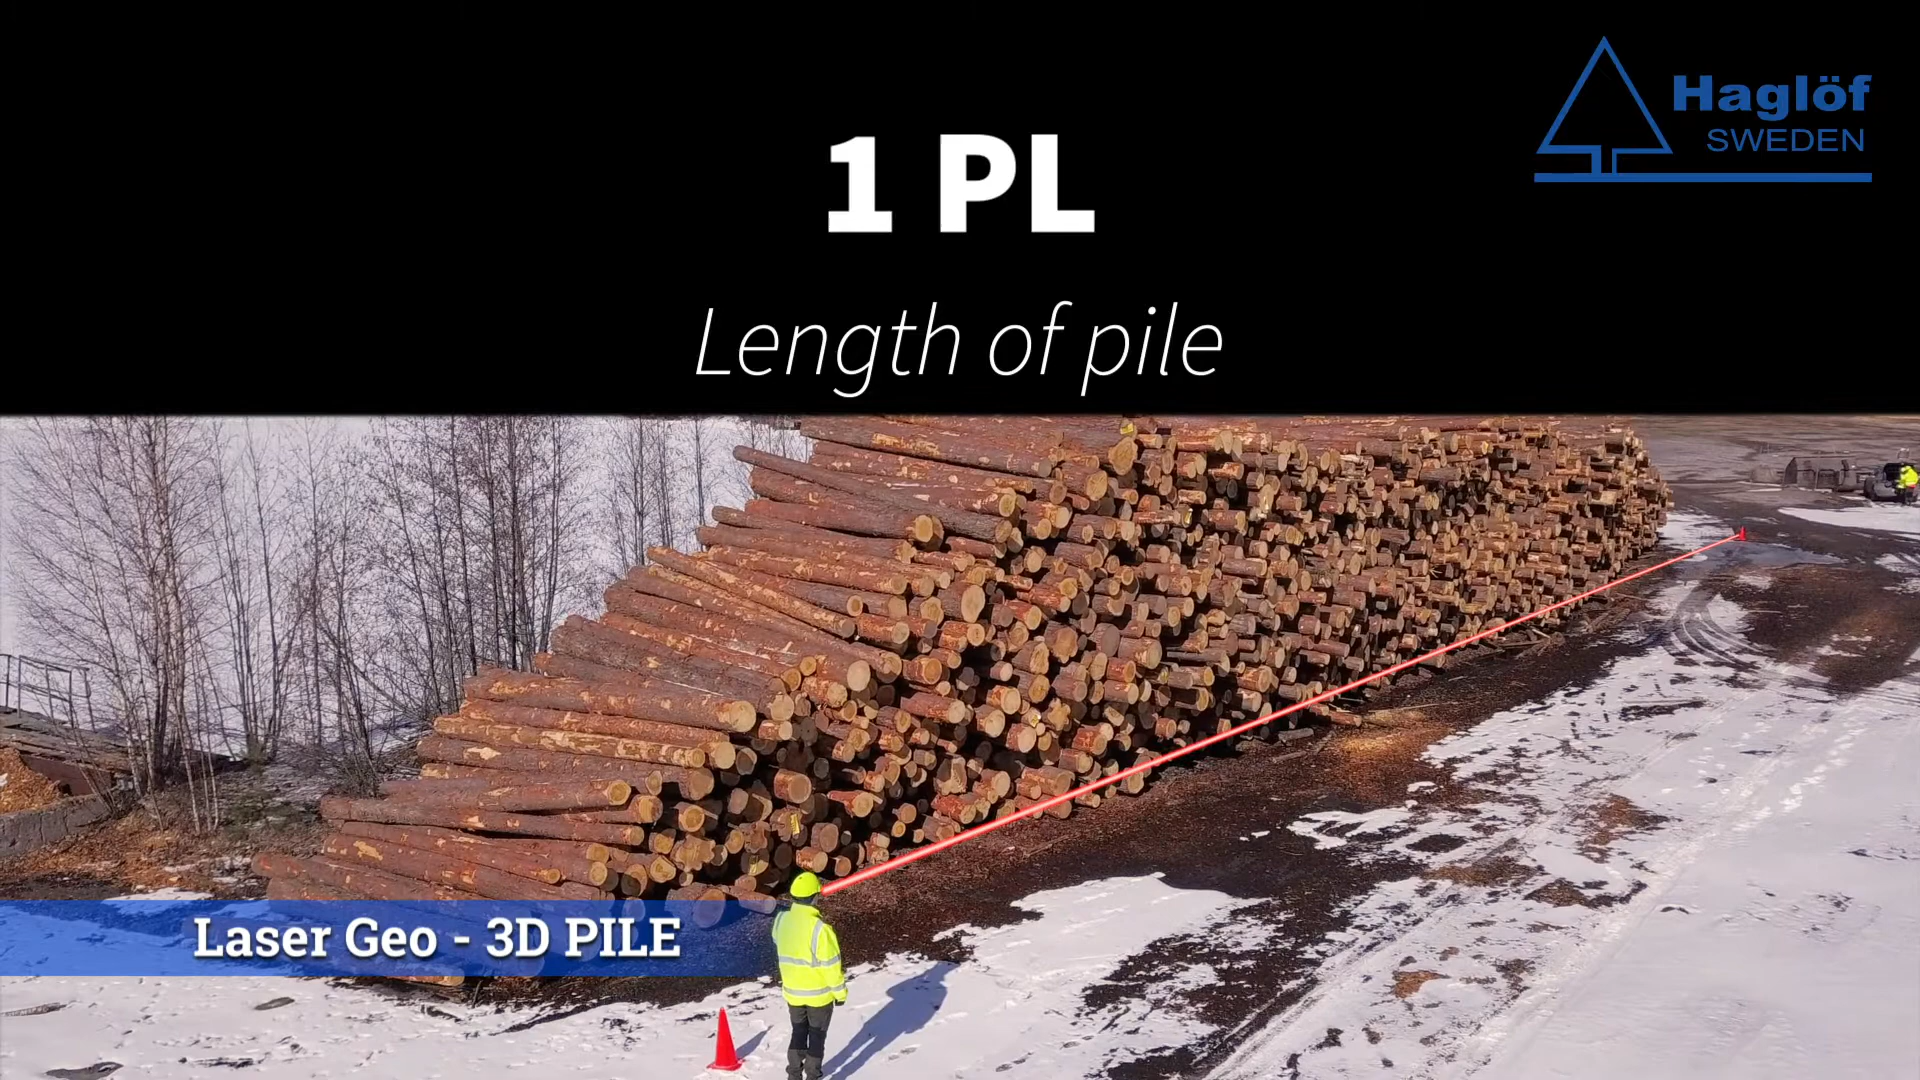 1 PL
Length of pile
Haglöf
SWEDEN
Laser Geo - 3D PILE